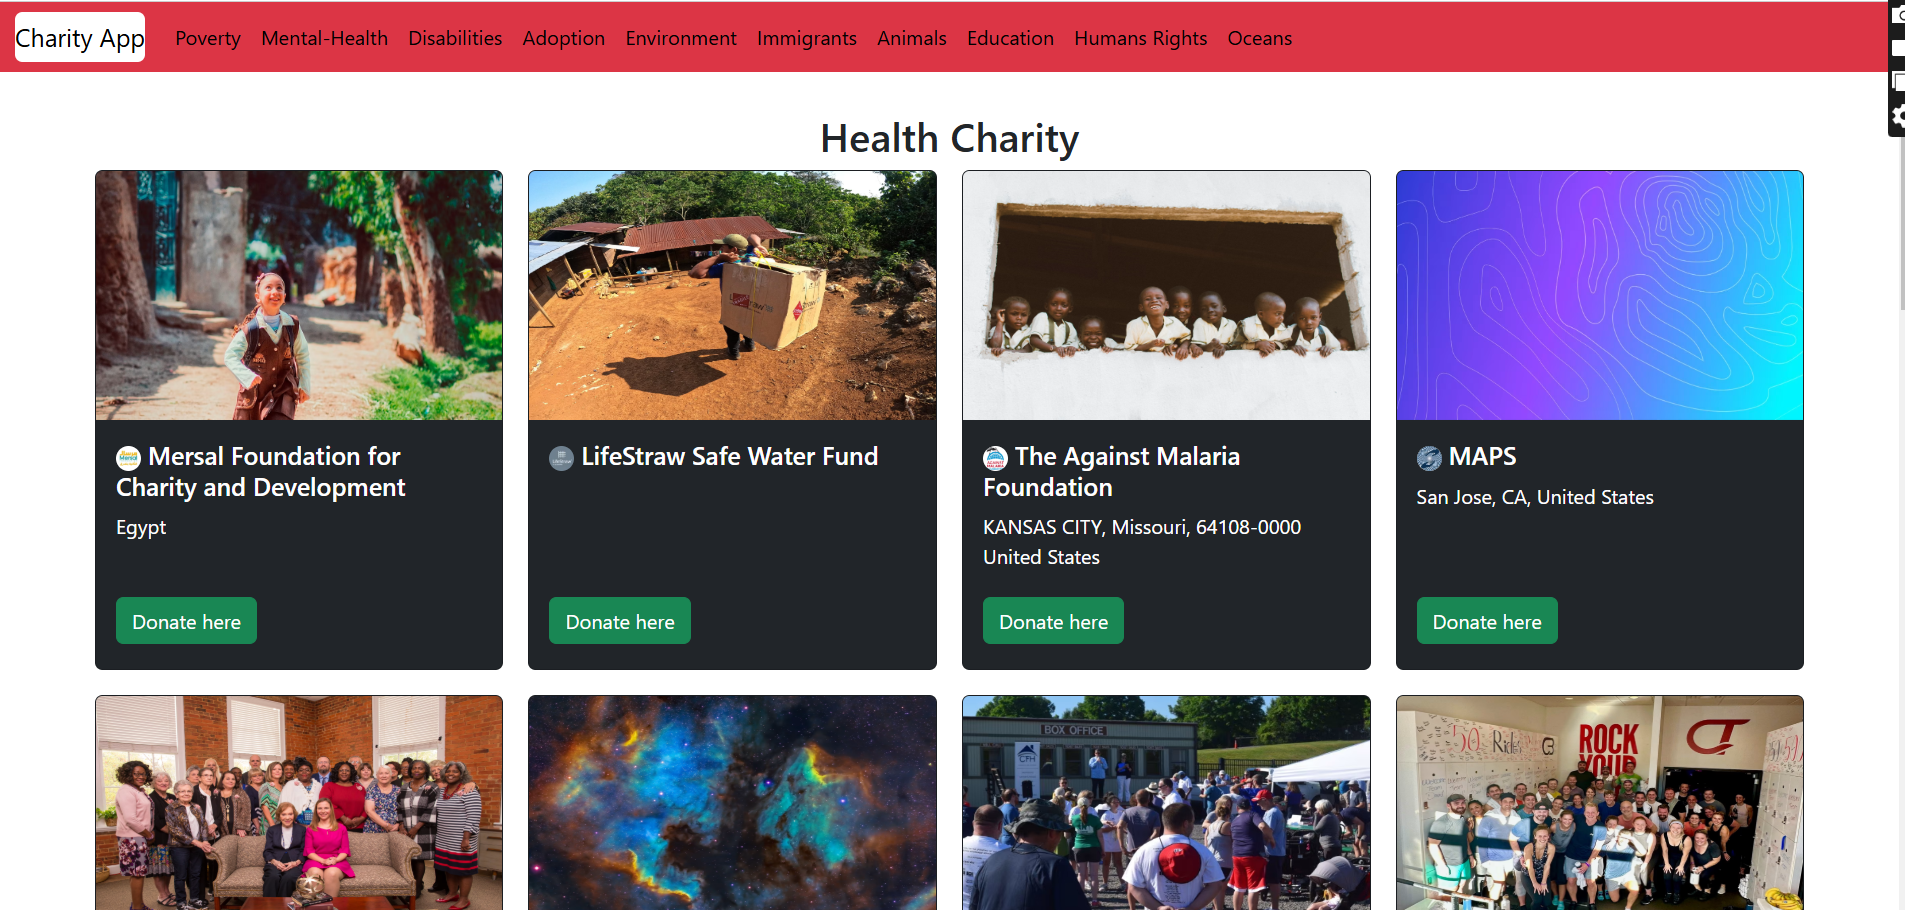 Charity App Poverty Mental-Health Disabilities Adoption Environment Immigrants Animals Education Humans Rights Oceans
Health Charity
Mersal Foundation for
Charity and Development
Egypt
Donate here
LifeStraw Safe Water Fund
Donate here
The Against Malaria
Foundation
KANSAS CITY, Missouri, 64108-0000
United States
Donate here
MAPS
San Jose, CA, United States
Donate here
BOX OFFICE
CFH
50
ROCK
YOUR
CT